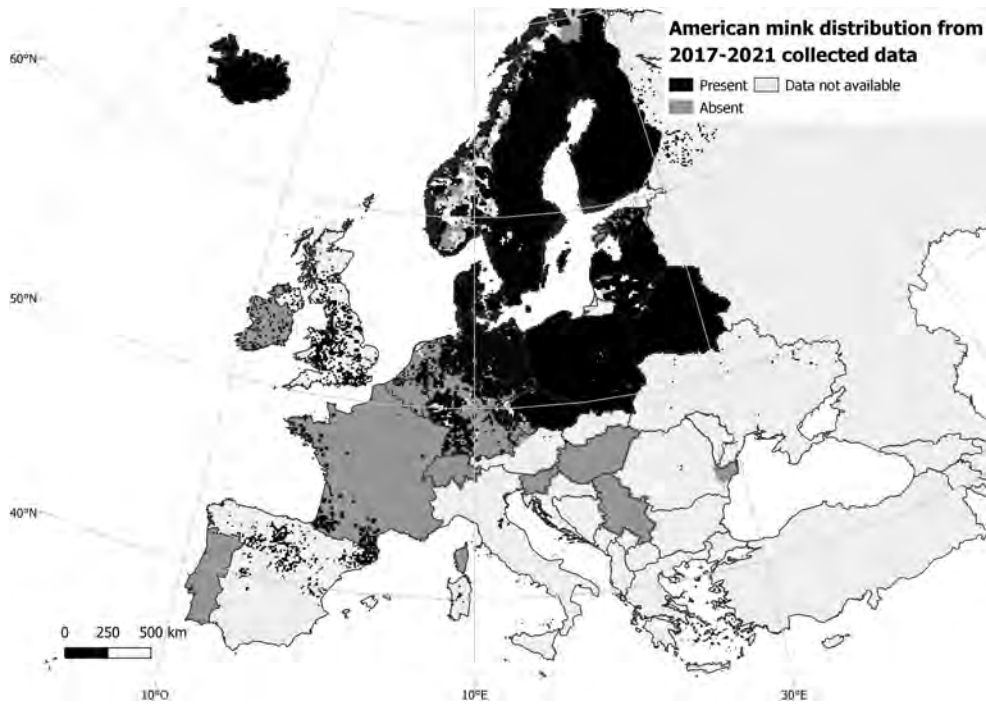 American mink distribution from
2017-2021 collected data
Present Data not available
Absent
60°N
50°N
40°N
0 250 500 km
10°O 10°E 30°E